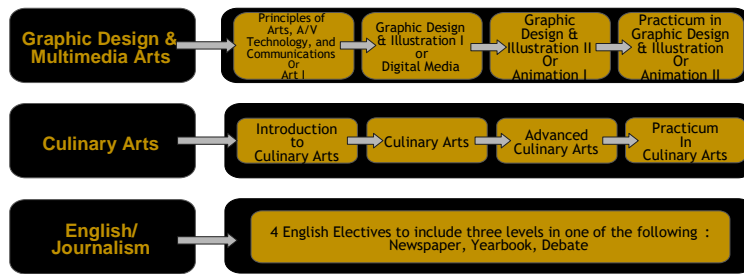 Graphic Design &
Multimedia Arts
Principles of
Arts, A/V
Technology, and
Communications
Or
Art I
Graphic Design
& Illustration I
or
Digital Media
Graphic
Design &
Illustration II
Or
Animation I
Practicum in
Graphic Design
& Illustration
Or
Animation II
Culinary Arts
Introduction
to
Culinary Arts
Culinary Arts
Advanced
Culinary Arts
Practicum
In
Culinary Arts
English/
Journalism
4 English Electives to include three levels in one of the following :
Newspaper, Yearbook, Debate